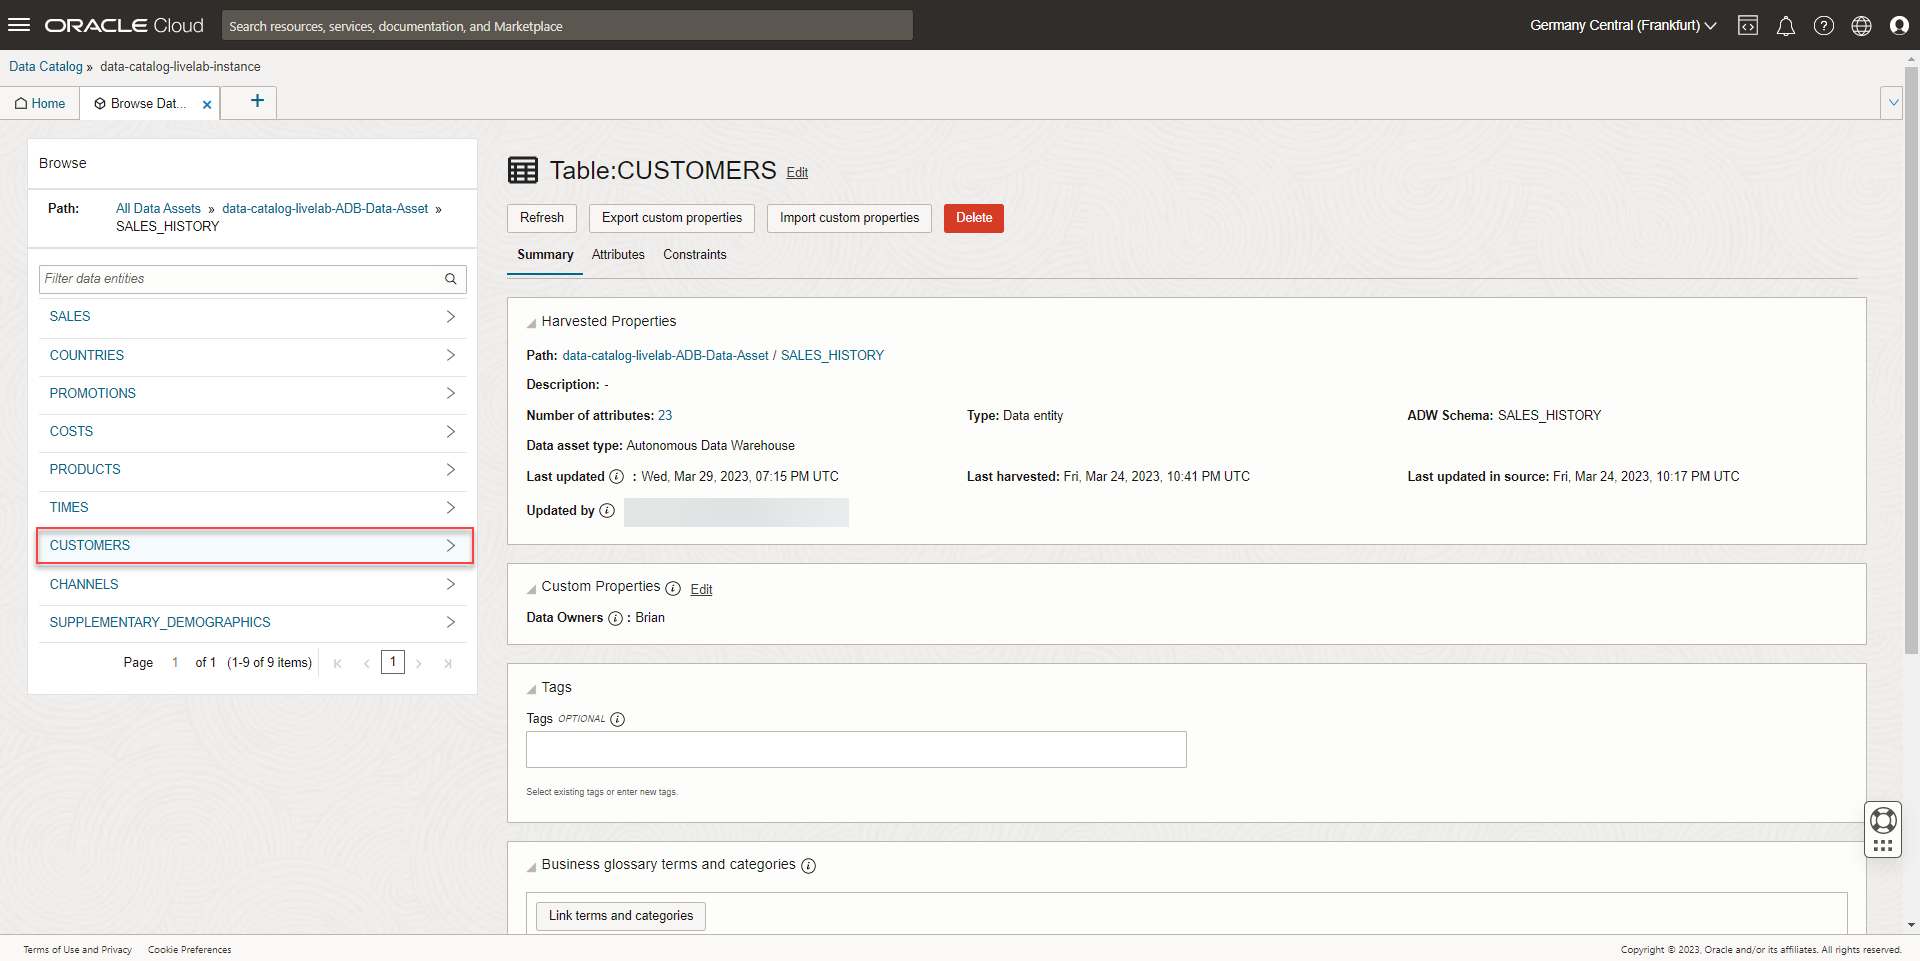 ORACLE Cloud
Search resources, services, documentation, and Marketplace
Germany Central (Frankfurt)
Data Catalog » data-catalog-livelab-instance
Home
Browse Dat...
Browse
Path: All Data Assets » data-catalog-livelab-ADB-Data-Asset »
SALES_HISTORY
Filter data entities
SALES
COUNTRIES
PROMOTIONS
COSTS
PRODUCTS
TIMES
CUSTOMERS
CHANNELS
SUPPLEMENTARY_DEMOGRAPHICS
Page 1 of 1 (1-9 of 9 items) 1
Table:CUSTOMERS Edit
Refresh Export custom properties Import custom properties Delete
Summary Attributes Constraints
Harvested Properties
Path: data-catalog-livelab-ADB-Data-Asset / SALES_HISTORY
Description: -
Number of attributes: 23 Type: Data entity ADW Schema: SALES_HISTORY
Data asset type: Autonomous Data Warehouse
Last updated : Wed, Mar 29, 2023, 07:15 PM UTC Last harvested: Fri, Mar 24, 2023, 10:41 PM UTC Last updated in source: Fri, Mar 24, 2023, 10:17 PM UTC
Updated by
Custom Properties Edit
Data Owners : Brian
Tags
Tags OPTIONAL
Select existing tags or enter new tags.
Business glossary terms and categories
Link terms and categories
Terms of Use and Privacy Cookie Preferences
Copyright © 2023, Oracle and/or its affiliates. All rights reserved.